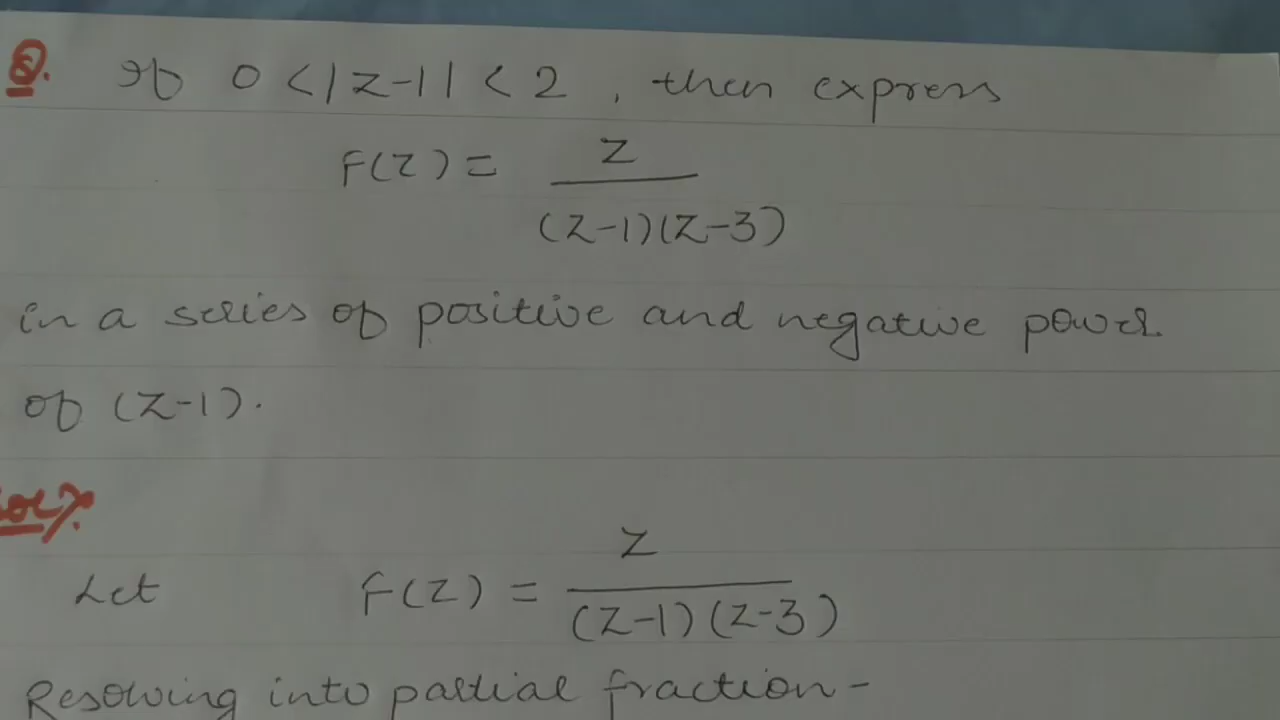 Q. If 0 < |z-1| < 2, then express
F(z) = z
(z-1)(z-3)
in a series of positive and negative power
of (z-1).
Sol:
Let F(z) = z
(z-1)(z-3)
Resolving into partial fraction-